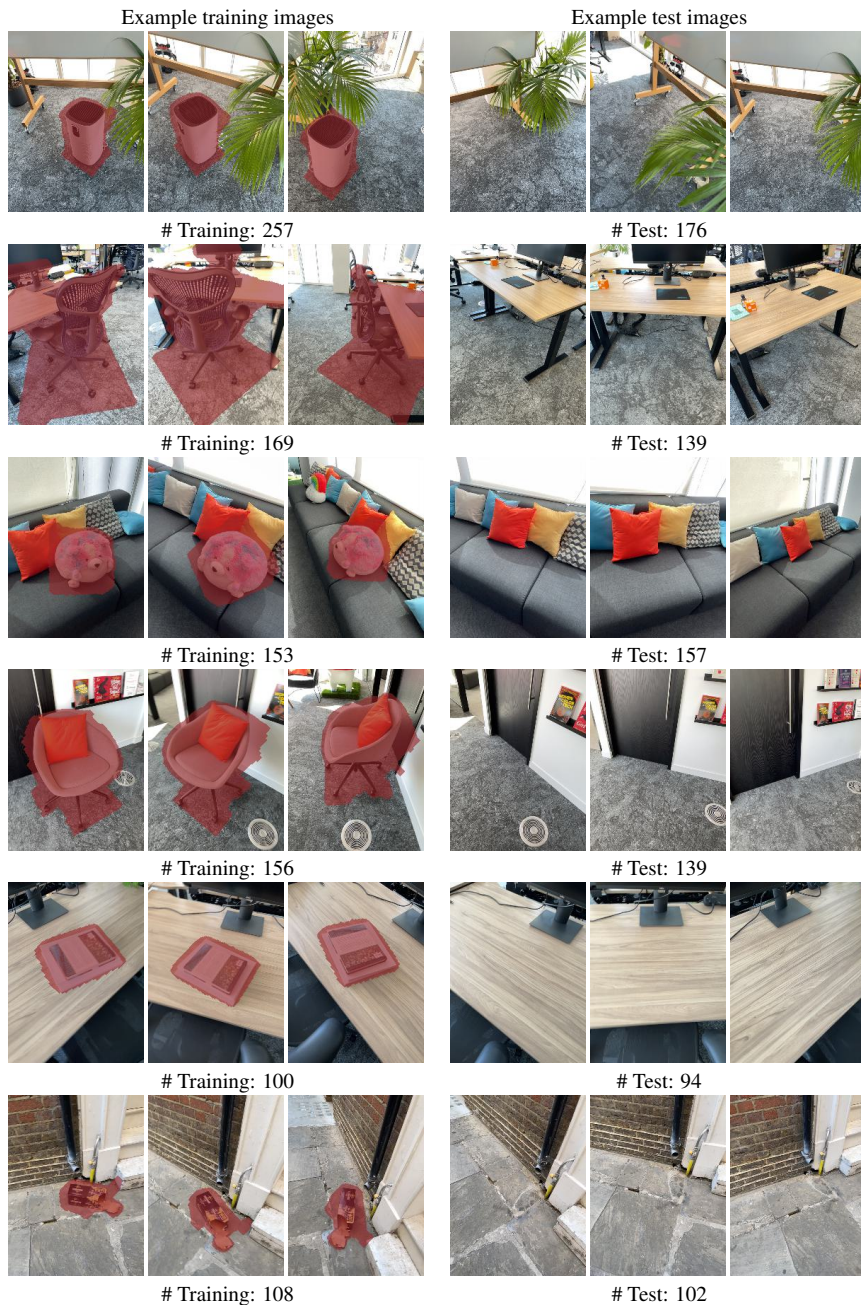 Example training images
Example test images
# Training: 257
# Test: 176
# Training: 169
# Test: 139
# Training: 153
# Test: 157
# Training: 156
# Test: 139
# Training: 100
# Test: 94
# Training: 108
# Test: 102